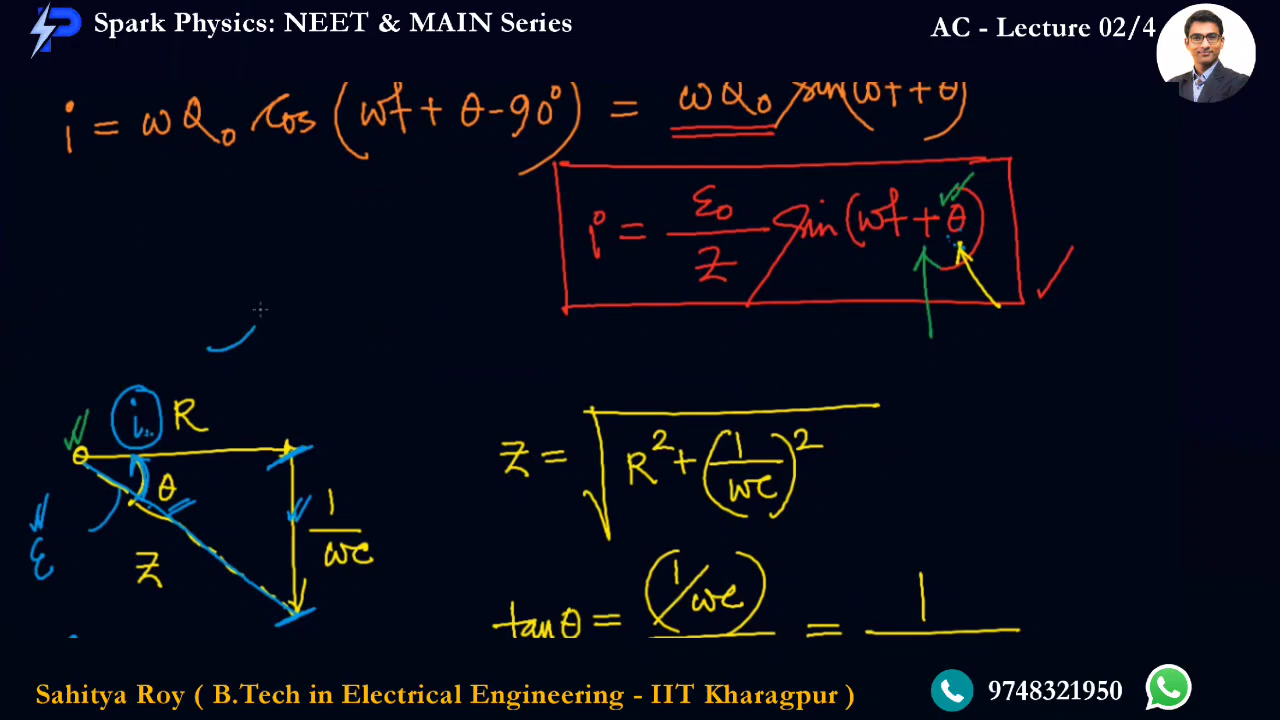 Spark Physics: NEET & MAIN Series
AC - Lecture 02/4
i = ωQ₀ cos(ωt + θ - 90°) = ωQ₀ sin(ωt + θ)
i = ε₀/Z sin(ωt + θ)
i R
θ
ε
Z
1/ωc
Z = √(R² + (1/ωc)²)
tanθ = (1/ωc) = 1
Sahitya Roy ( B.Tech in Electrical Engineering - IIT Kharagpur )
9748321950